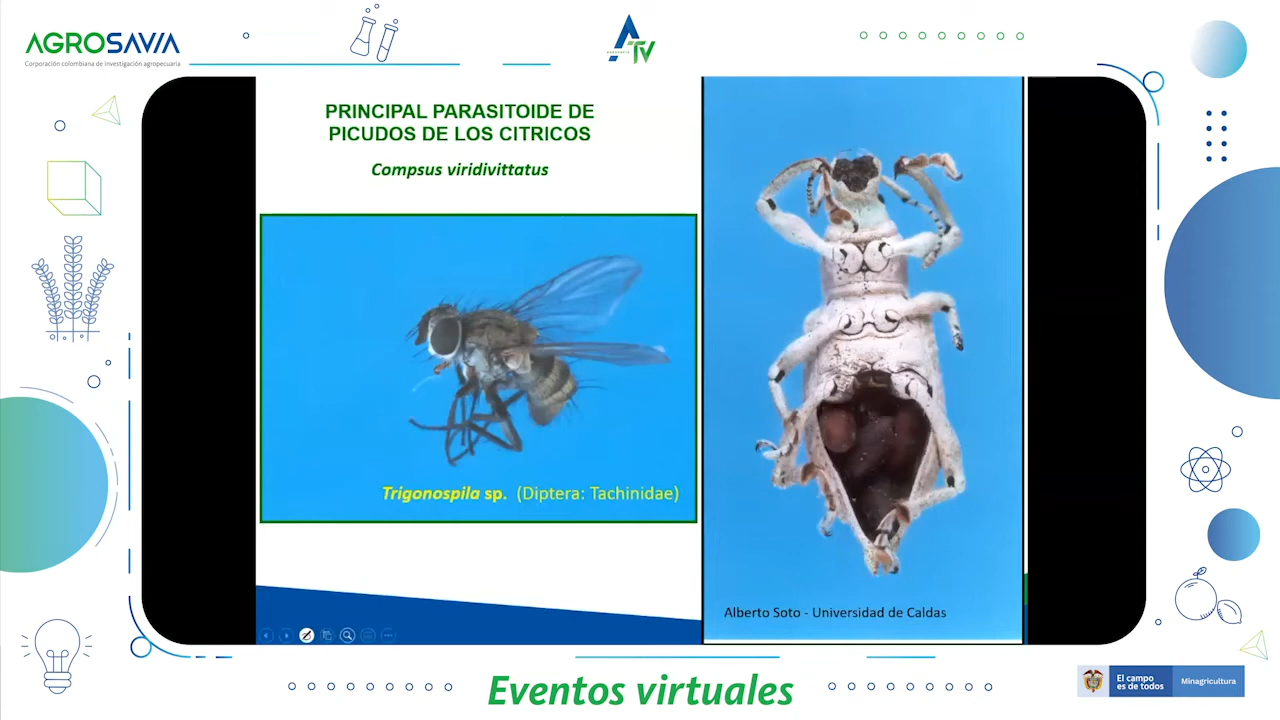 AGROSAVIA
Corporación colombiana de investigación agropecuaria
ATV
PRINCIPAL PARASITOIDE DE
PICUDOS DE LOS CITRICOS
Compsus viridivittatus
Trigonospila sp. (Diptera: Tachinidae)
Alberto Soto - Universidad de Caldas
Eventos virtuales
El campo
es de todos
Minagricultura